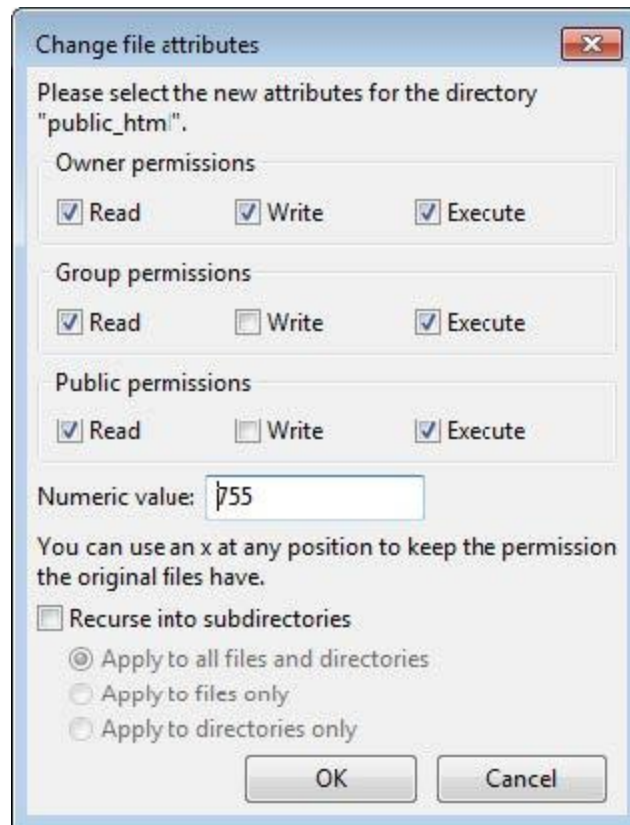 Change file attributes
Please select the new attributes for the directory
"public_html".
Owner permissions
Read Write Execute
Group permissions
Read Write Execute
Public permissions
Read Write Execute
Numeric value: 755
You can use an x at any position to keep the permission
the original files have.
Recurse into subdirectories
Apply to all files and directories
Apply to files only
Apply to directories only
OK Cancel